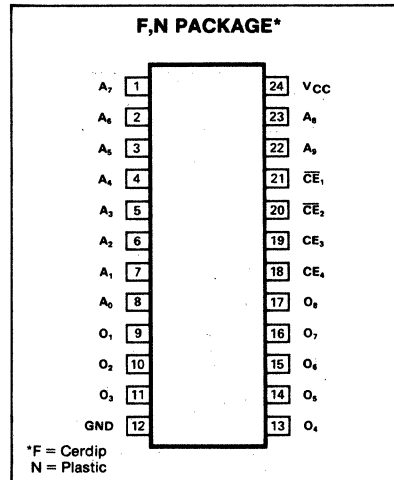 F,N PACKAGE*
A₇ 1 24 VCC
A₆ 2 23 A₈
A₅ 3 22 A₉
A₄ 4 21 C̅E̅₁
A₃ 5 20 C̅E̅₂
A₂ 6 19 CE₃
A₁ 7 18 CE₄
A₀ 8 17 O₈
O₁ 9 16 O₇
O₂ 10 15 O₆
O₃ 11 14 O₅
GND 12 13 O₄
*F = Cerdip
N = Plastic